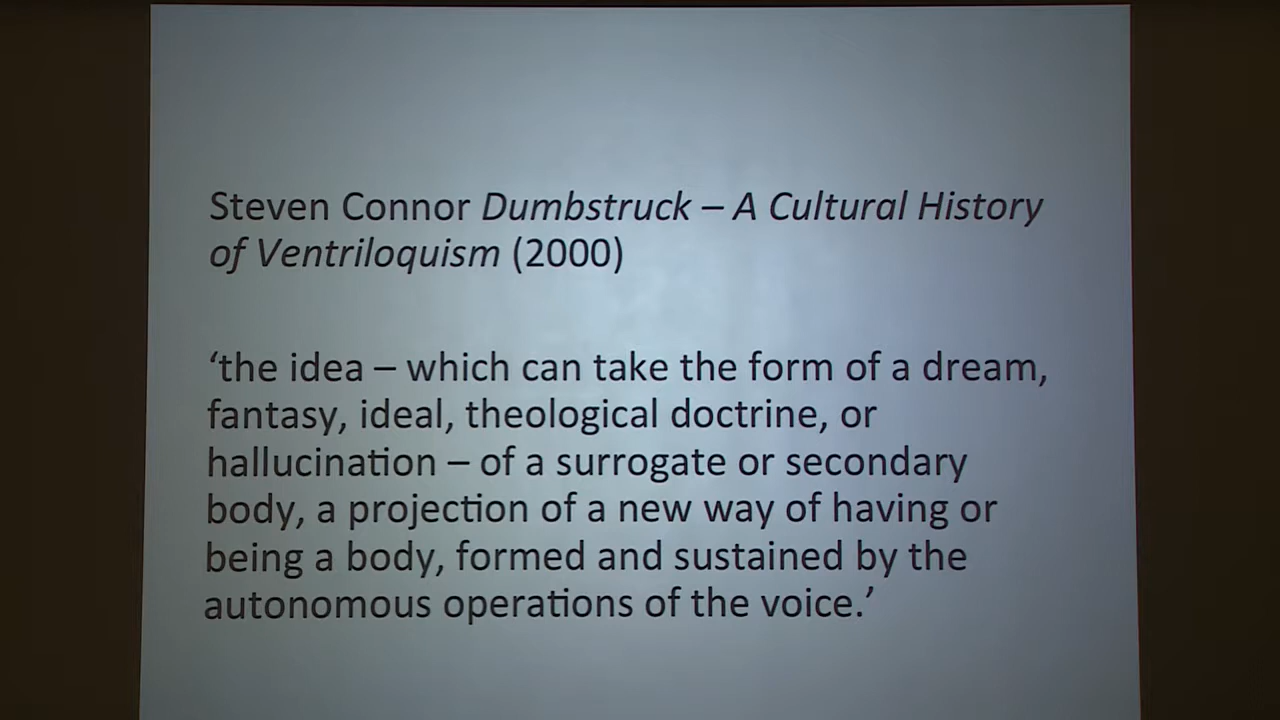 Steven Connor Dumbstruck – A Cultural History
of Ventriloquism (2000)
‘the idea – which can take the form of a dream,
fantasy, ideal, theological doctrine, or
hallucination – of a surrogate or secondary
body, a projection of a new way of having or
being a body, formed and sustained by the
autonomous operations of the voice.’